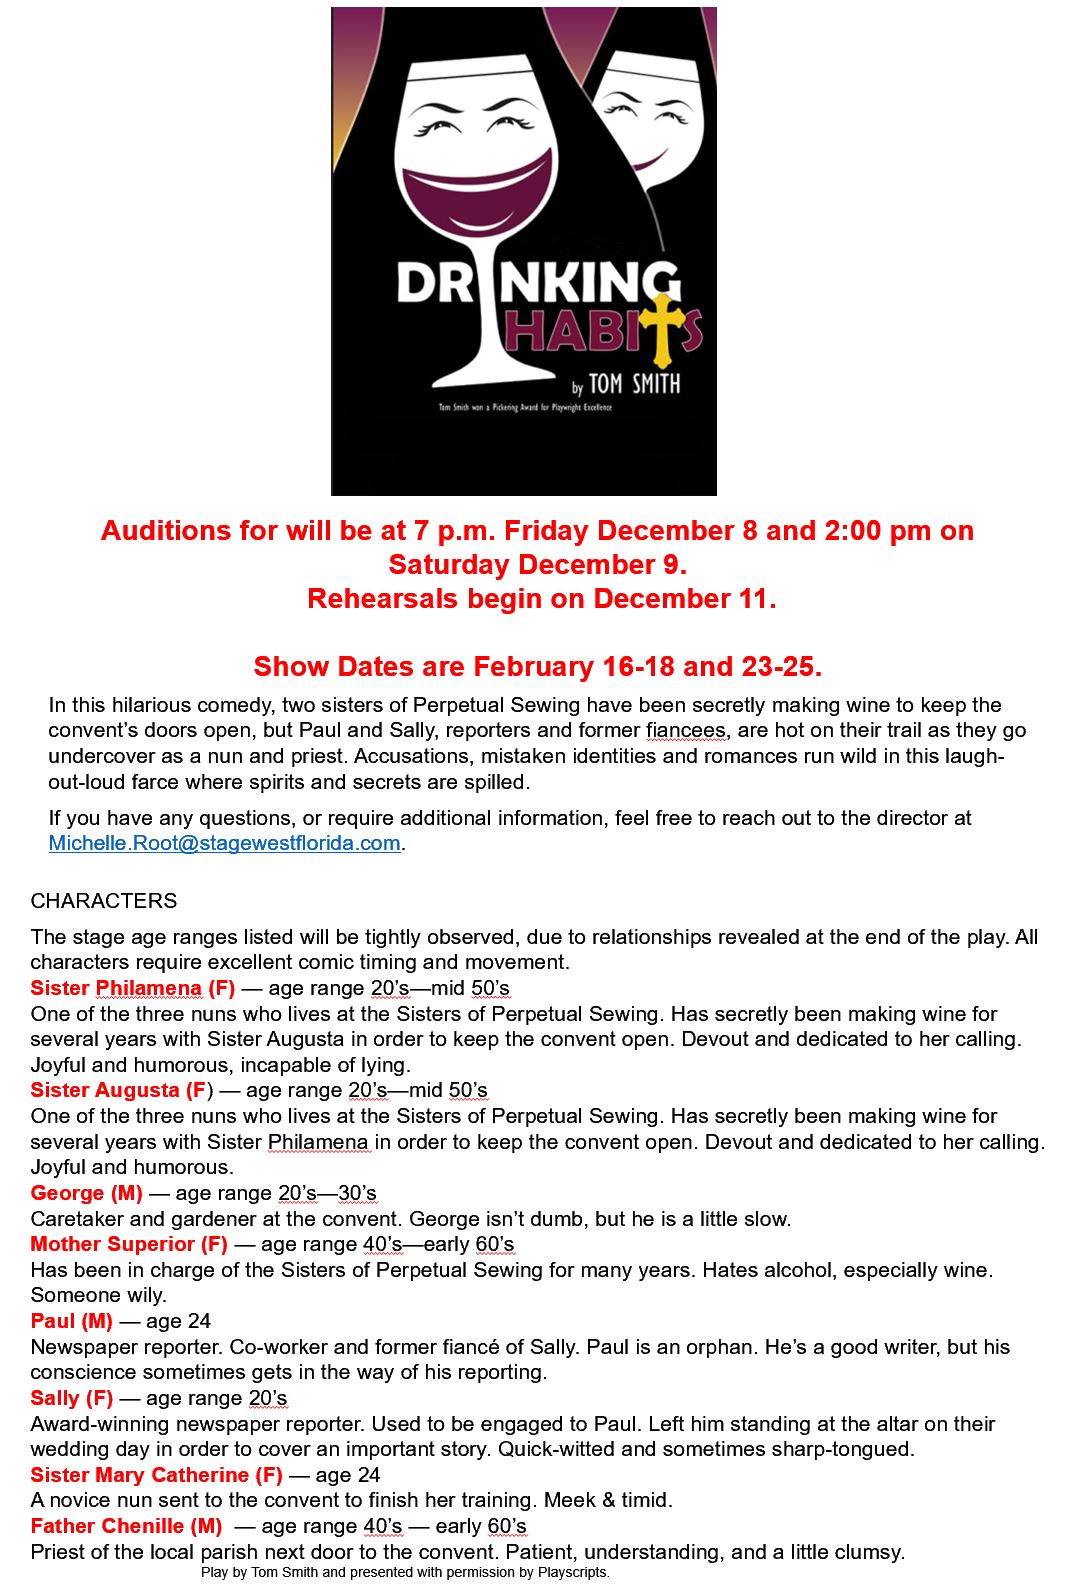 DRINKING
HABITS
by TOM SMITH
Tom Smith won a Pickering Award for Playwright Excellence
Auditions for will be at 7 p.m. Friday December 8 and 2:00 pm on
Saturday December 9.
Rehearsals begin on December 11.
Show Dates are February 16-18 and 23-25.
In this hilarious comedy, two sisters of Perpetual Sewing have been secretly making wine to keep the
convent’s doors open, but Paul and Sally, reporters and former fiancees, are hot on their trail as they go
undercover as a nun and priest. Accusations, mistaken identities and romances run wild in this laugh-
out-loud farce where spirits and secrets are spilled.
If you have any questions, or require additional information, feel free to reach out to the director at
Michelle.Root@stagewestflorida.com.
CHARACTERS
The stage age ranges listed will be tightly observed, due to relationships revealed at the end of the play. All
characters require excellent comic timing and movement.
Sister Philamena (F) — age range 20’s—mid 50’s
One of the three nuns who lives at the Sisters of Perpetual Sewing. Has secretly been making wine for
several years with Sister Augusta in order to keep the convent open. Devout and dedicated to her calling.
Joyful and humorous, incapable of lying.
Sister Augusta (F) — age range 20’s—mid 50’s
One of the three nuns who lives at the Sisters of Perpetual Sewing. Has secretly been making wine for
several years with Sister Philamena in order to keep the convent open. Devout and dedicated to her calling.
Joyful and humorous.
George (M) — age range 20’s—30’s
Caretaker and gardener at the convent. George isn’t dumb, but he is a little slow.
Mother Superior (F) — age range 40’s—early 60’s
Has been in charge of the Sisters of Perpetual Sewing for many years. Hates alcohol, especially wine.
Someone wily.
Paul (M) — age 24
Newspaper reporter. Co-worker and former fiancé of Sally. Paul is an orphan. He’s a good writer, but his
conscience sometimes gets in the way of his reporting.
Sally (F) — age range 20’s
Award-winning newspaper reporter. Used to be engaged to Paul. Left him standing at the altar on their
wedding day in order to cover an important story. Quick-witted and sometimes sharp-tongued.
Sister Mary Catherine (F) — age 24
A novice nun sent to the convent to finish her training. Meek & timid.
Father Chenille (M) — age range 40’s — early 60’s
Priest of the local parish next door to the convent. Patient, understanding, and a little clumsy.
Play by Tom Smith and presented with permission by Playscripts.